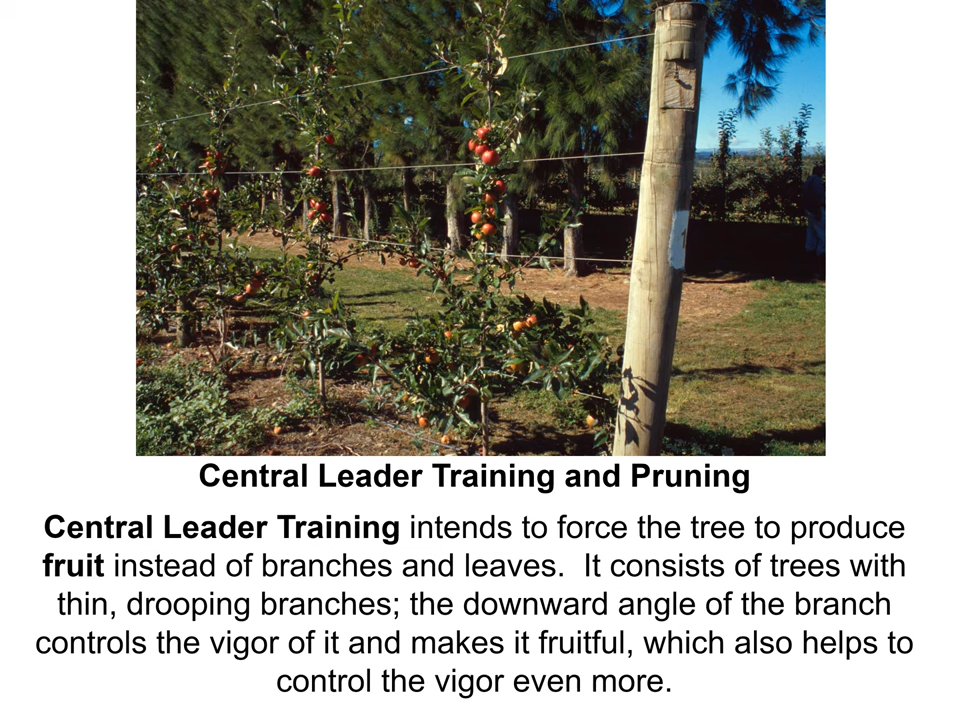 1
Central Leader Training and Pruning
Central Leader Training intends to force the tree to produce
fruit instead of branches and leaves.  It consists of trees with
thin, drooping branches; the downward angle of the branch
controls the vigor of it and makes it fruitful, which also helps to
control the vigor even more.